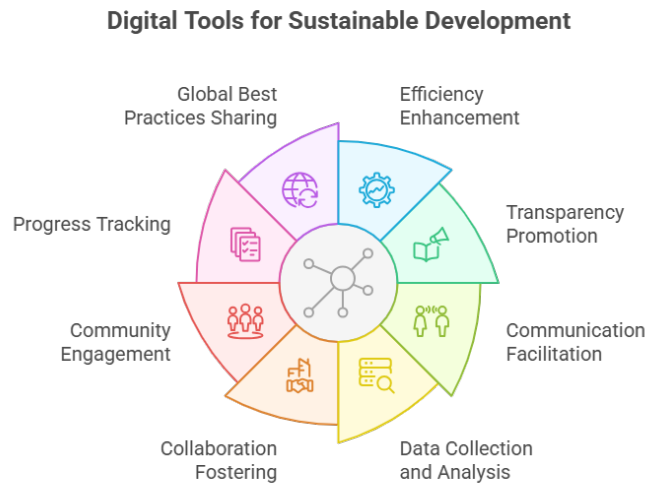 Digital Tools for Sustainable Development
Global Best
Practices Sharing
Efficiency
Enhancement
Progress Tracking
Transparency
Promotion
Community
Engagement
Communication
Facilitation
Collaboration
Fostering
Data Collection
and Analysis